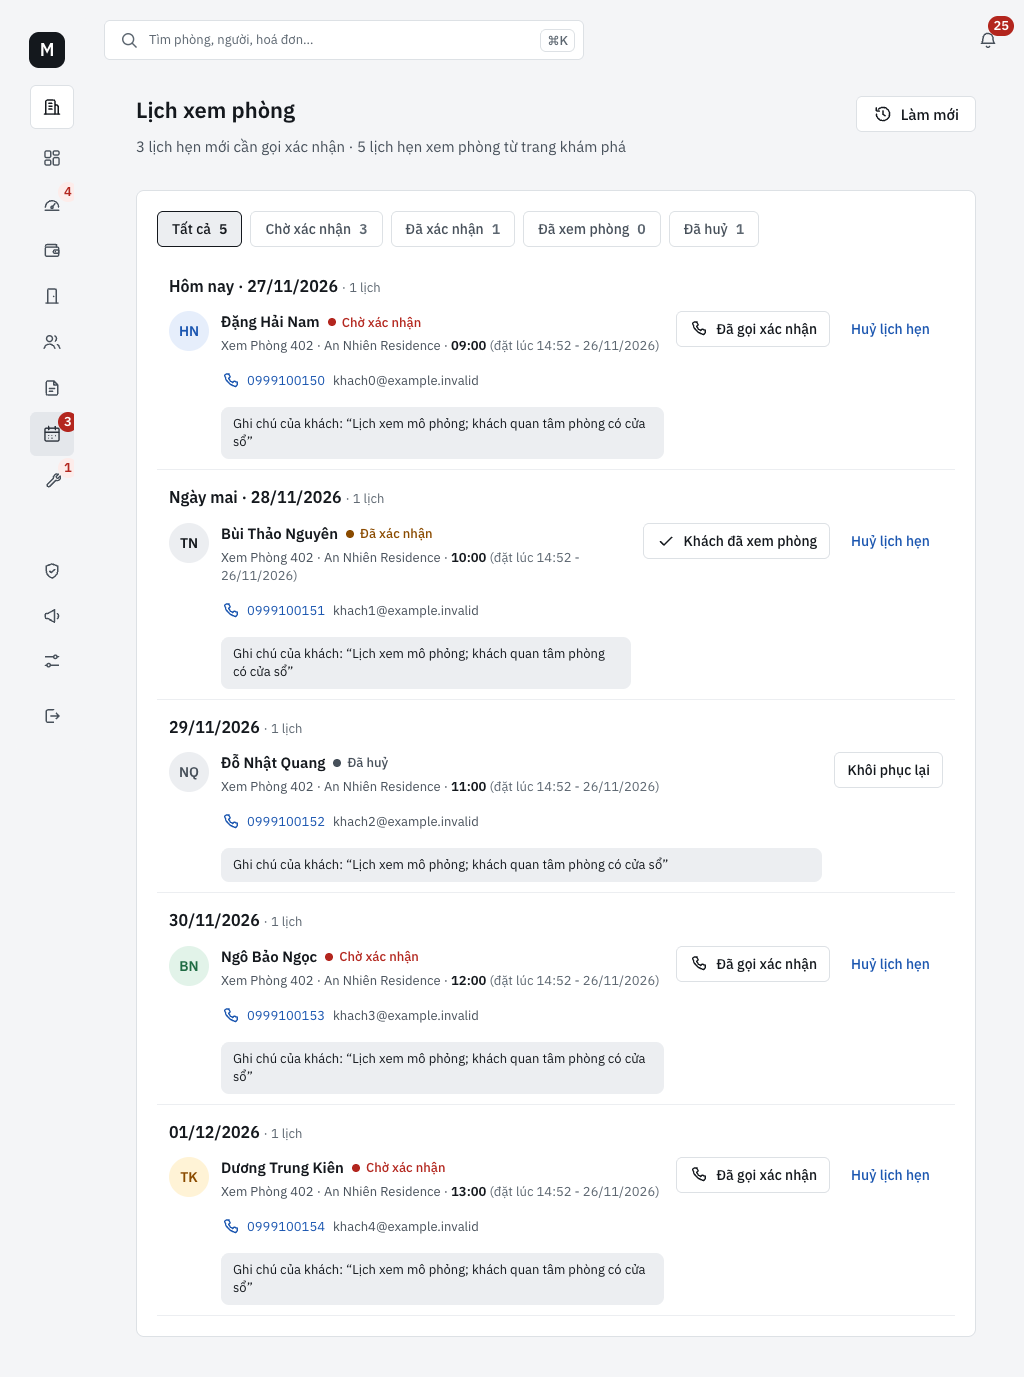 M
Tìm phòng, người, hoá đơn...
⌘K
25
Lịch xem phòng
Làm mới
3 lịch hẹn mới cần gọi xác nhận · 5 lịch hẹn xem phòng từ trang khám phá
4
3
1
Tất cả 5
Chờ xác nhận 3
Đã xác nhận 1
Đã xem phòng 0
Đã huỷ 1
Hôm nay · 27/11/2026 · 1 lịch
HN
Đặng Hải Nam
Chờ xác nhận
Xem Phòng 402 · An Nhiên Residence · 09:00 (đặt lúc 14:52 - 26/11/2026)
Đã gọi xác nhận
Huỷ lịch hẹn
0999100150 khach0@example.invalid
Ghi chú của khách: “Lịch xem mô phỏng; khách quan tâm phòng có cửa
sổ”
Ngày mai · 28/11/2026 · 1 lịch
TN
Bùi Thảo Nguyên
Đã xác nhận
Xem Phòng 402 · An Nhiên Residence · 10:00 (đặt lúc 14:52 -
26/11/2026)
Khách đã xem phòng
Huỷ lịch hẹn
0999100151 khach1@example.invalid
Ghi chú của khách: “Lịch xem mô phỏng; khách quan tâm phòng
có cửa sổ”
29/11/2026 · 1 lịch
NQ
Đỗ Nhật Quang
Đã huỷ
Xem Phòng 402 · An Nhiên Residence · 11:00 (đặt lúc 14:52 - 26/11/2026)
Khôi phục lại
0999100152 khach2@example.invalid
Ghi chú của khách: “Lịch xem mô phỏng; khách quan tâm phòng có cửa sổ”
30/11/2026 · 1 lịch
BN
Ngô Bảo Ngọc
Chờ xác nhận
Xem Phòng 402 · An Nhiên Residence · 12:00 (đặt lúc 14:52 - 26/11/2026)
Đã gọi xác nhận
Huỷ lịch hẹn
0999100153 khach3@example.invalid
Ghi chú của khách: “Lịch xem mô phỏng; khách quan tâm phòng có cửa
sổ”
01/12/2026 · 1 lịch
TK
Dương Trung Kiên
Chờ xác nhận
Xem Phòng 402 · An Nhiên Residence · 13:00 (đặt lúc 14:52 - 26/11/2026)
Đã gọi xác nhận
Huỷ lịch hẹn
0999100154 khach4@example.invalid
Ghi chú của khách: “Lịch xem mô phỏng; khách quan tâm phòng có cửa
sổ”